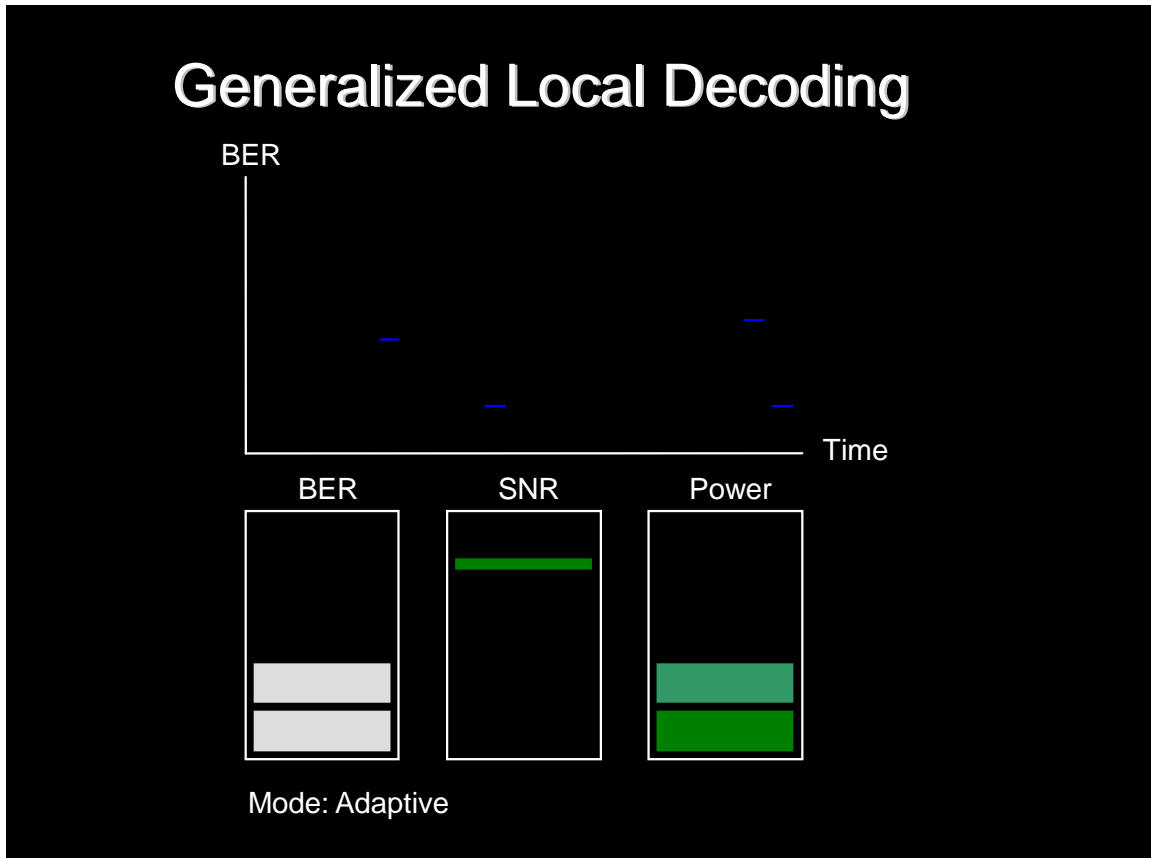 Generalized Local Decoding
BER
Time
BER SNR Power
Mode: Adaptive